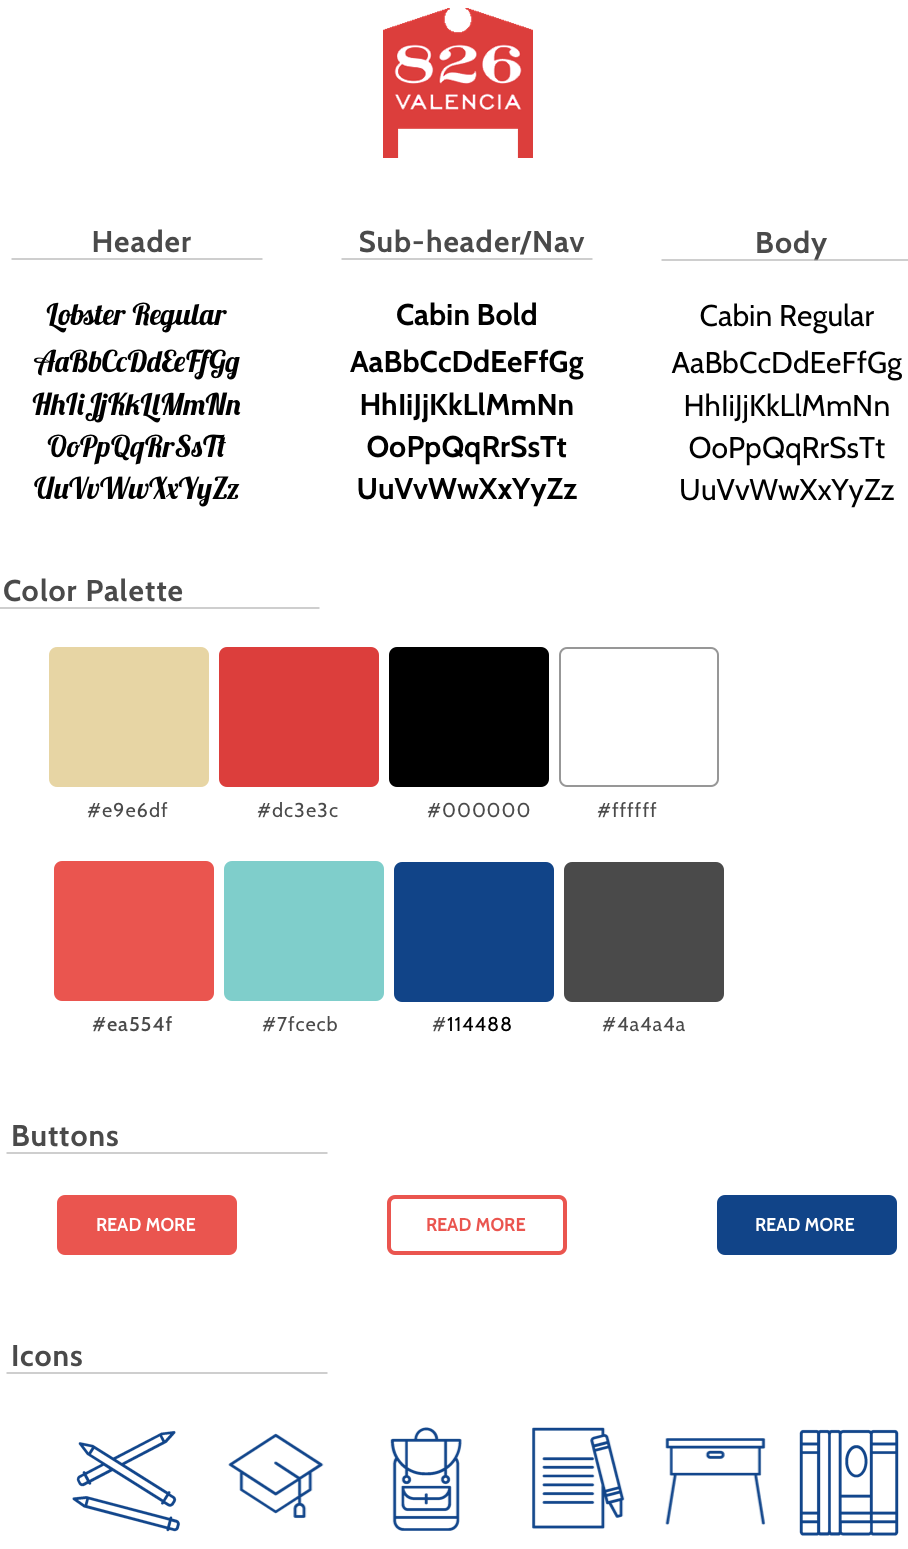 826
VALENCIA
Header
Sub-header/Nav
Body
Lobster Regular
AaBbCcDdEeFfGg
HhIiJjKkLlMmNn
OoPpQqRrSsTt
UuVvWwXxYyZz
Cabin Bold
AaBbCcDdEeFfGg
HhIiJjKkLlMmNn
OoPpQqRrSsTt
UuVvWwXxYyZz
Cabin Regular
AaBbCcDdEeFfGg
HhIiJjKkLlMmNn
OoPpQqRrSsTt
UuVvWwXxYyZz
Color Palette
#e9e6df
#dc3e3c
#000000
#ffffff
#ea554f
#7fcecb
#114488
#4a4a4a
Buttons
READ MORE
READ MORE
READ MORE
Icons